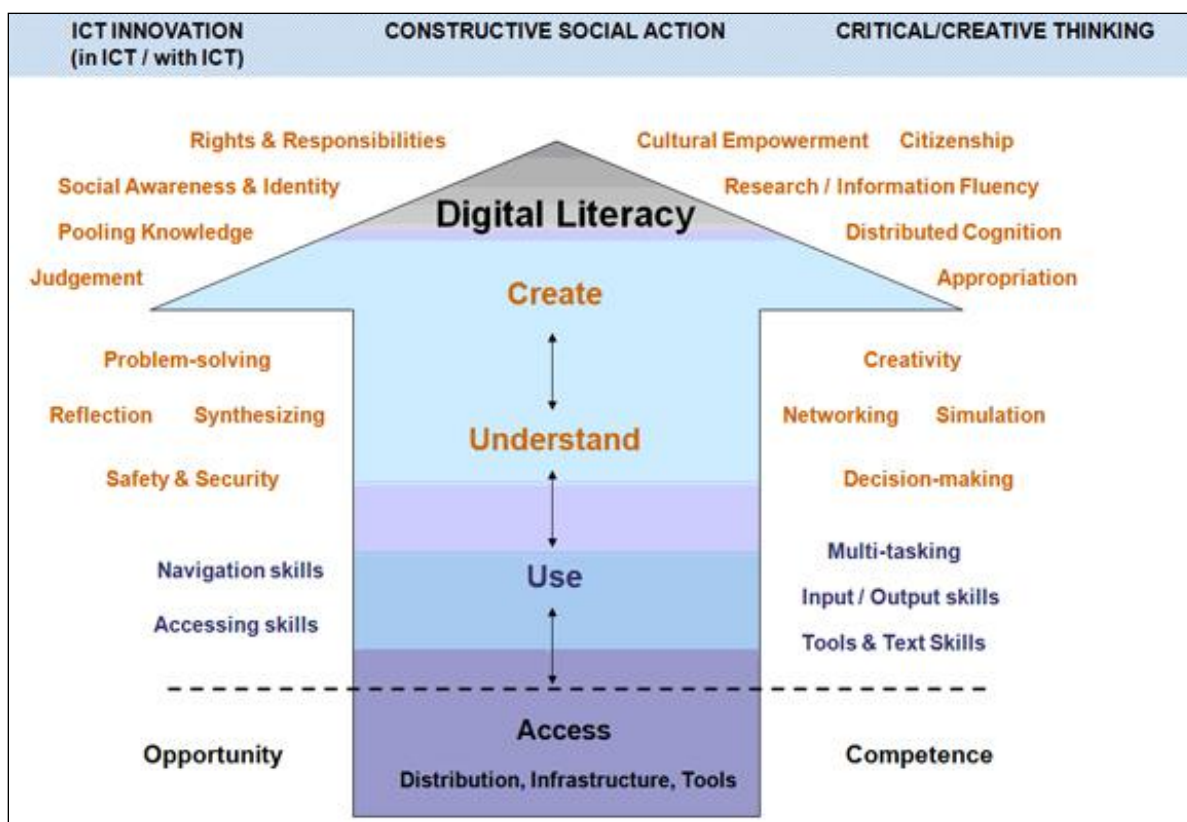 ICT INNOVATION
(in ICT / with ICT)
CONSTRUCTIVE SOCIAL ACTION
CRITICAL/CREATIVE THINKING
Rights & Responsibilities
Cultural Empowerment
Citizenship
Social Awareness & Identity
Research / Information Fluency
Digital Literacy
Pooling Knowledge
Distributed Cognition
Judgement
Appropriation
Create
Problem-solving
Creativity
Reflection
Synthesizing
Networking
Simulation
Understand
Safety & Security
Decision-making
Multi-tasking
Navigation skills
Use
Input / Output skills
Accessing skills
Tools & Text Skills
Access
Opportunity
Competence
Distribution, Infrastructure, Tools